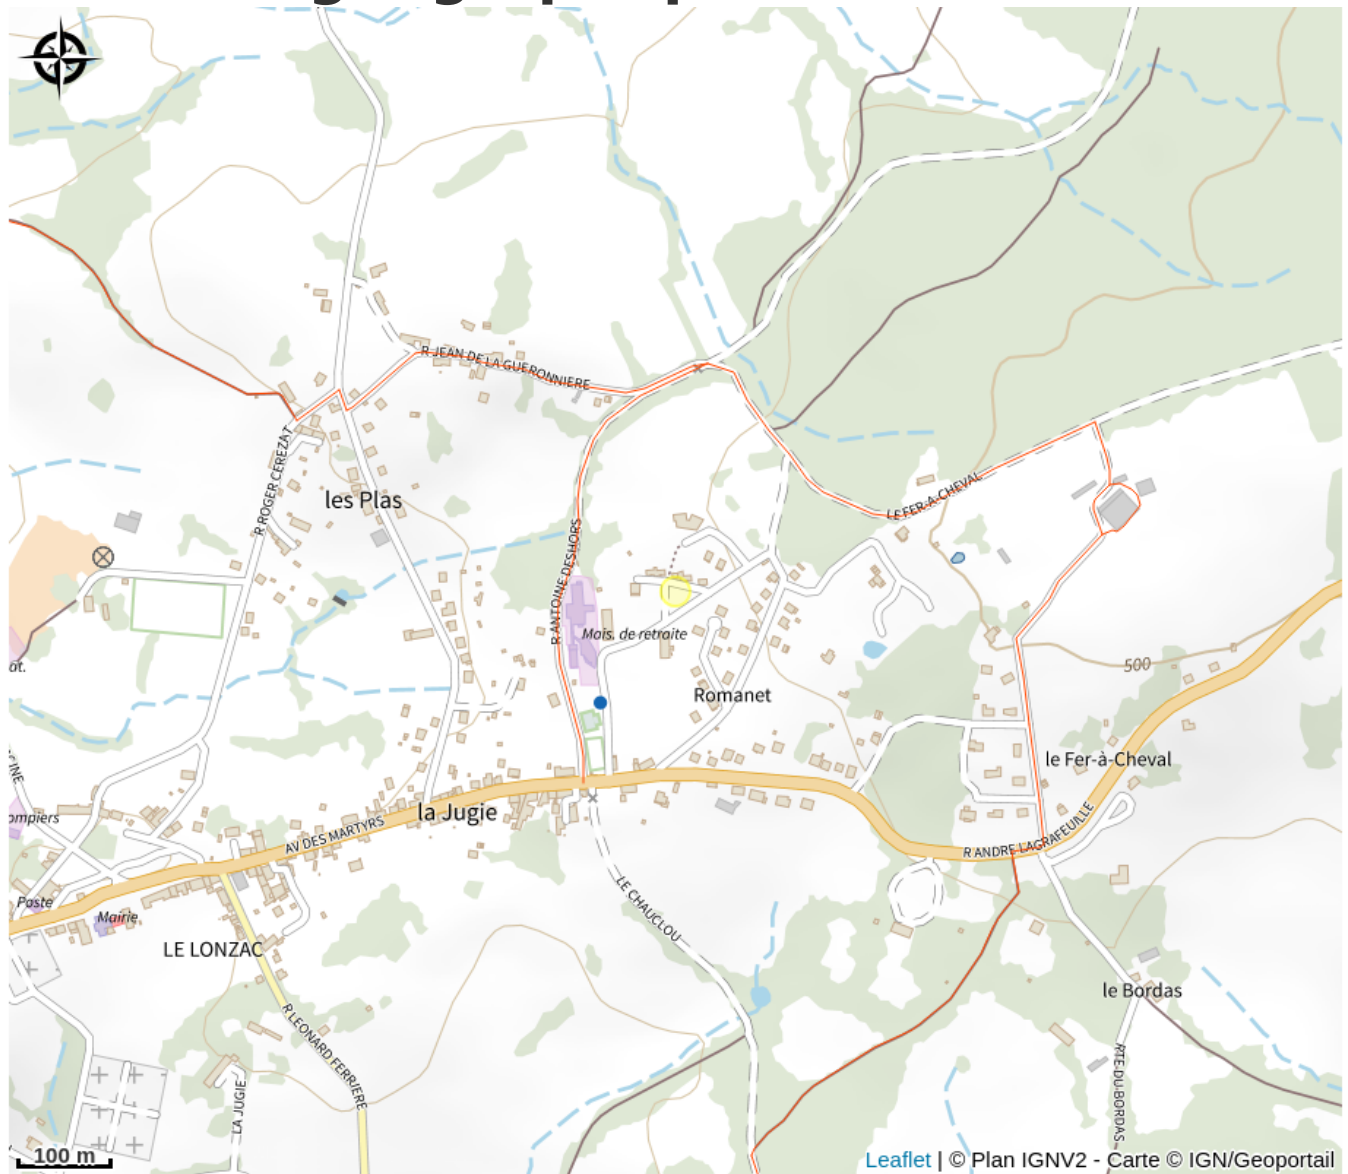 R JEAN DE LA GUERONNIERE
R ROGER CEREZAT
les Plas
LE FER-A-CHEVAL
R ANTOINE DESHORS
Mais. de retraite
at.
500
Romanet
le Fer-à-Cheval
CINE
ompiers
la Jugie
AV DES MARTYRS
R ANDRE LAGRAFEUILLE
Poste
Mairie
LE CHAUCLOU
LE LONZAC
le Bordas
R LEONARD FERRIERE
LA JUGIE
RTE DU BORDAS
100 m
Leaflet | © Plan IGNV2 - Carte © IGN/Geoportail